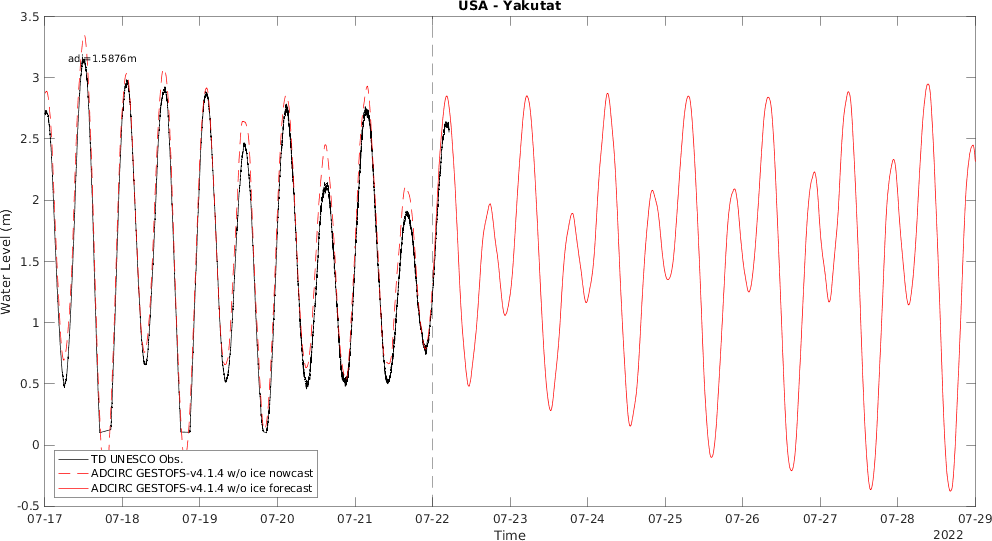 USA - Yakutat
3.5
3
2.5
2
1.5
1
0.5
0
-0.5
Water Level (m)
adj=1.5876m
TD UNESCO Obs.
ADCIRC GESTOFS-v4.1.4 w/o ice nowcast
ADCIRC GESTOFS-v4.1.4 w/o ice forecast
07-17 07-18 07-19 07-20 07-21 07-22 07-23 07-24 07-25 07-26 07-27 07-28 07-29
Time
2022